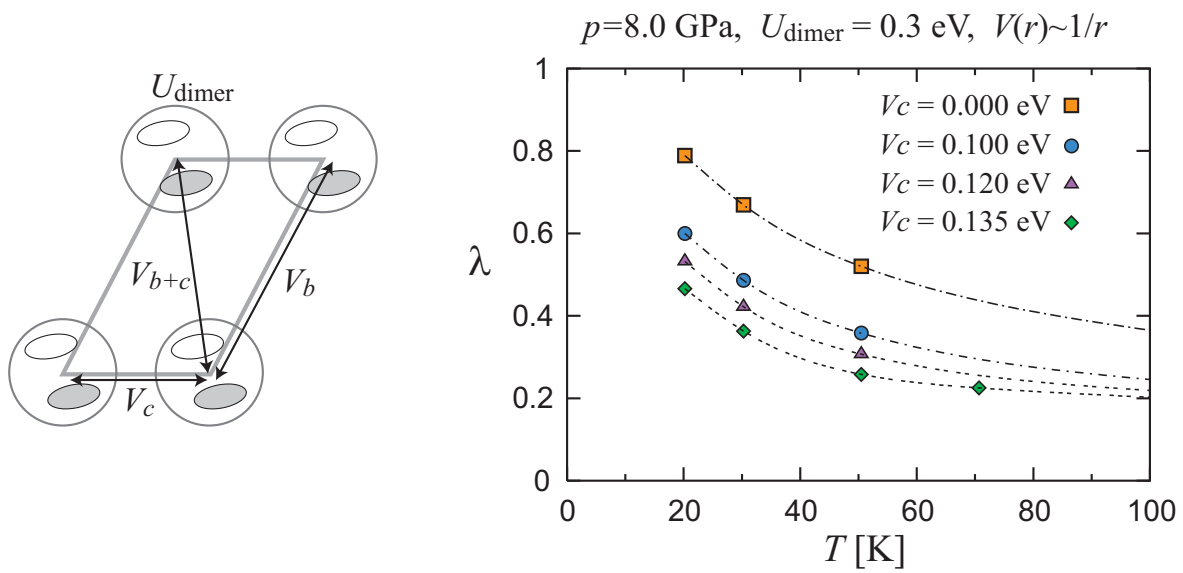 p=8.0 GPa, U_dimer = 0.3 eV, V(r)~1/r
U_dimer
V_{b+c}
V_b
V_c
1
0.8
0.6
0.4
0.2
0
λ
Vc = 0.000 eV
Vc = 0.100 eV
Vc = 0.120 eV
Vc = 0.135 eV
0 20 40 60 80 100
T [K]